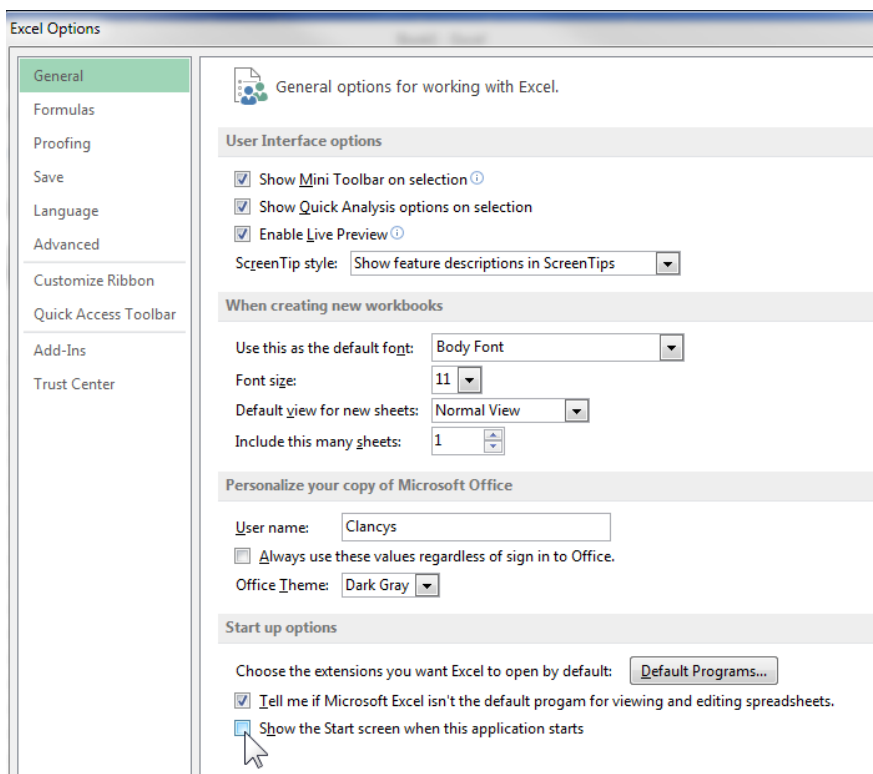 Excel Options
General
Formulas
Proofing
Save
Language
Advanced
Customize Ribbon
Quick Access Toolbar
Add-Ins
Trust Center
General options for working with Excel.
User Interface options
Show Mini Toolbar on selection
Show Quick Analysis options on selection
Enable Live Preview
ScreenTip style: Show feature descriptions in ScreenTips
When creating new workbooks
Use this as the default font: Body Font
Font size: 11
Default view for new sheets: Normal View
Include this many sheets: 1
Personalize your copy of Microsoft Office
User name: Clancys
Always use these values regardless of sign in to Office.
Office Theme: Dark Gray
Start up options
Choose the extensions you want Excel to open by default: Default Programs...
Tell me if Microsoft Excel isn't the default progam for viewing and editing spreadsheets.
Show the Start screen when this application starts